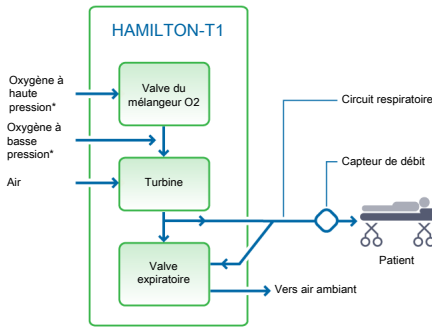 HAMILTON-T1
Oxygène à
haute
pression*
Valve du
mélangeur O2
Circuit respiratoire
Oxygène à
basse
pression*
Capteur de débit
Air
Turbine
Patient
Valve
expiratoire
Vers air ambiant